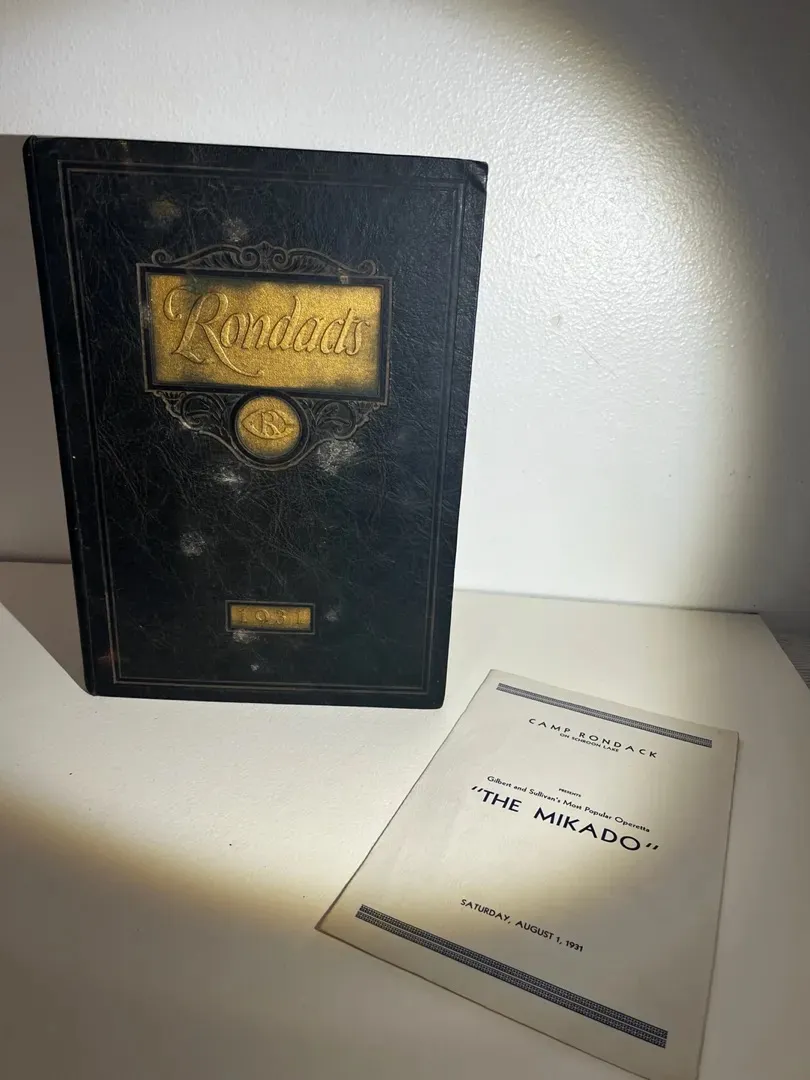 Rondacts
R
1931
CAMP RONDACK
ON SCHROON LAKE
PRESENTS
Gilbert and Sullivan's Most Popular Operetta
"THE MIKADO"
SATURDAY, AUGUST 1, 1931